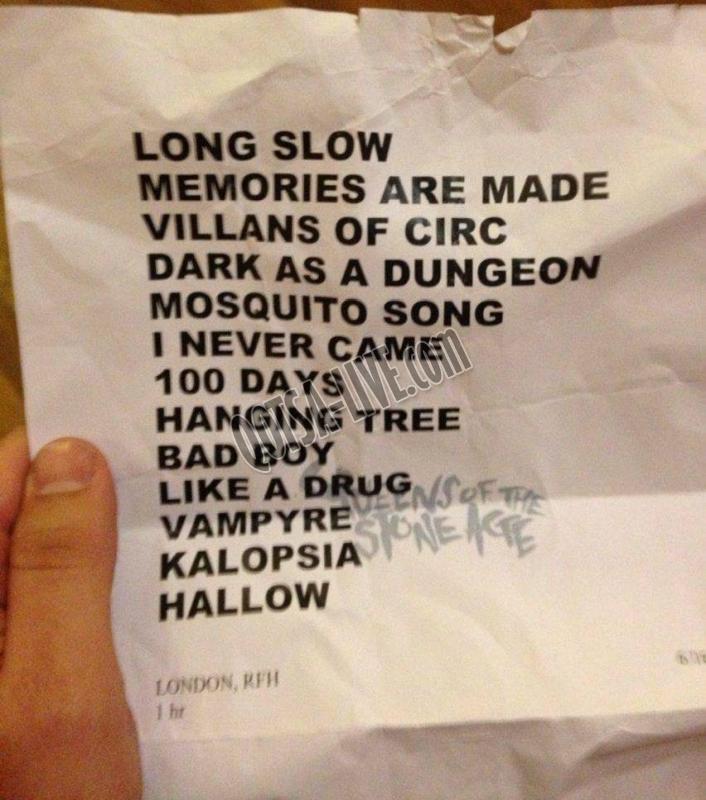 LONG SLOW
MEMORIES ARE MADE
VILLANS OF CIRC
DARK AS A DUNGEON
MOSQUITO SONG
I NEVER CAME
100 DAYS
HANGING TREE
BAD BOY
LIKE A DRUG
VAMPYRE
KALOPSIA
HALLOW
QOTSA-LIVE.com
QUEENS OF THE
STONE AGE
LONDON, RFH
1 hr